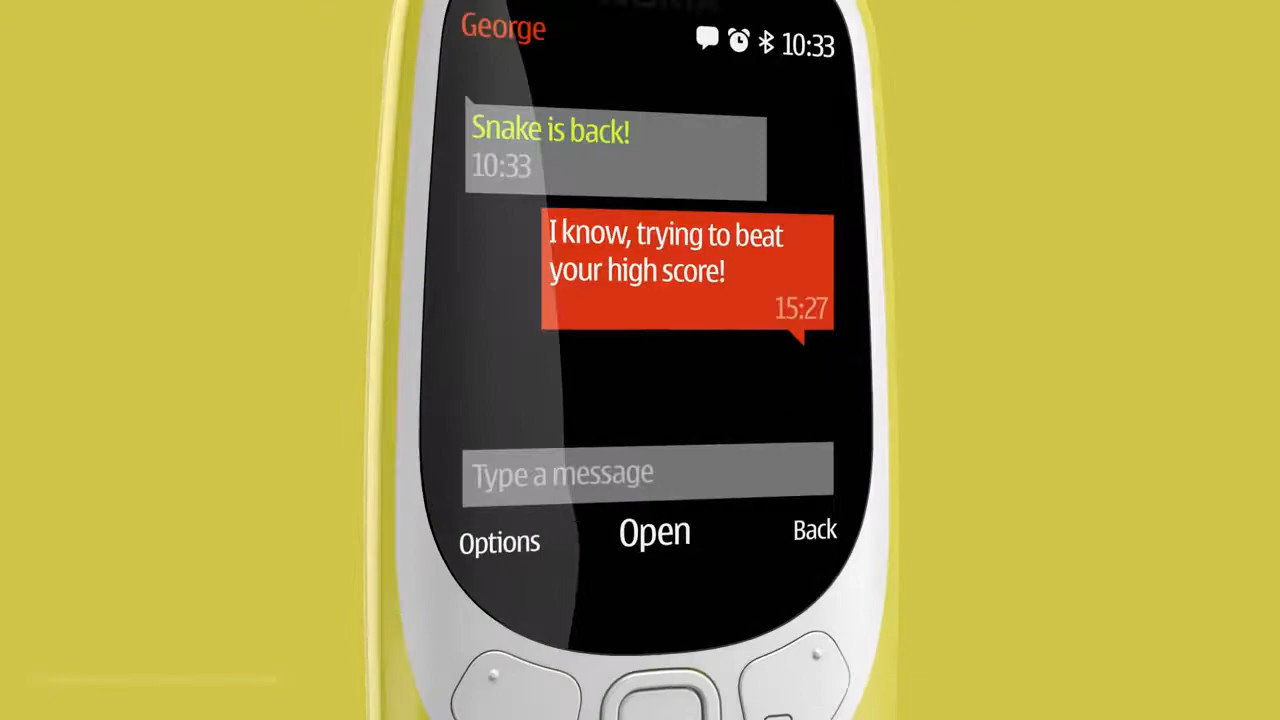 George
10:33
Snake is back!
10:33
I know, trying to beat
your high score!
15:27
Type a message
Options
Open
Back